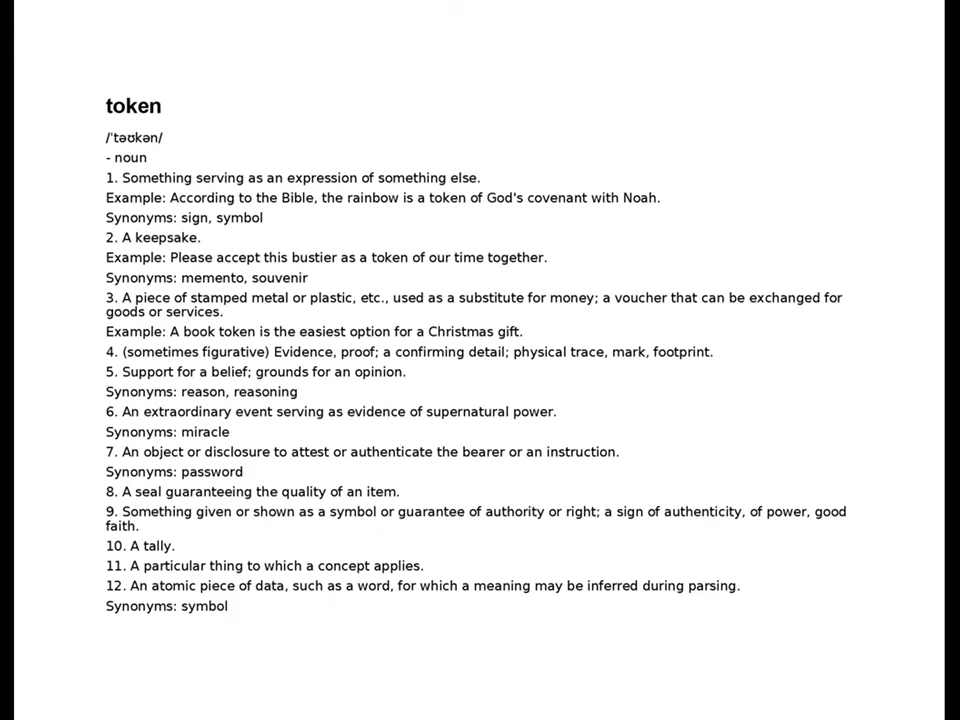 token
/ˈtəʊkən/
- noun
1. Something serving as an expression of something else.
Example: According to the Bible, the rainbow is a token of God's covenant with Noah.
Synonyms: sign, symbol
2. A keepsake.
Example: Please accept this bustier as a token of our time together.
Synonyms: memento, souvenir
3. A piece of stamped metal or plastic, etc., used as a substitute for money; a voucher that can be exchanged for
goods or services.
Example: A book token is the easiest option for a Christmas gift.
4. (sometimes figurative) Evidence, proof; a confirming detail; physical trace, mark, footprint.
5. Support for a belief; grounds for an opinion.
Synonyms: reason, reasoning
6. An extraordinary event serving as evidence of supernatural power.
Synonyms: miracle
7. An object or disclosure to attest or authenticate the bearer or an instruction.
Synonyms: password
8. A seal guaranteeing the quality of an item.
9. Something given or shown as a symbol or guarantee of authority or right; a sign of authenticity, of power, good
faith.
10. A tally.
11. A particular thing to which a concept applies.
12. An atomic piece of data, such as a word, for which a meaning may be inferred during parsing.
Synonyms: symbol